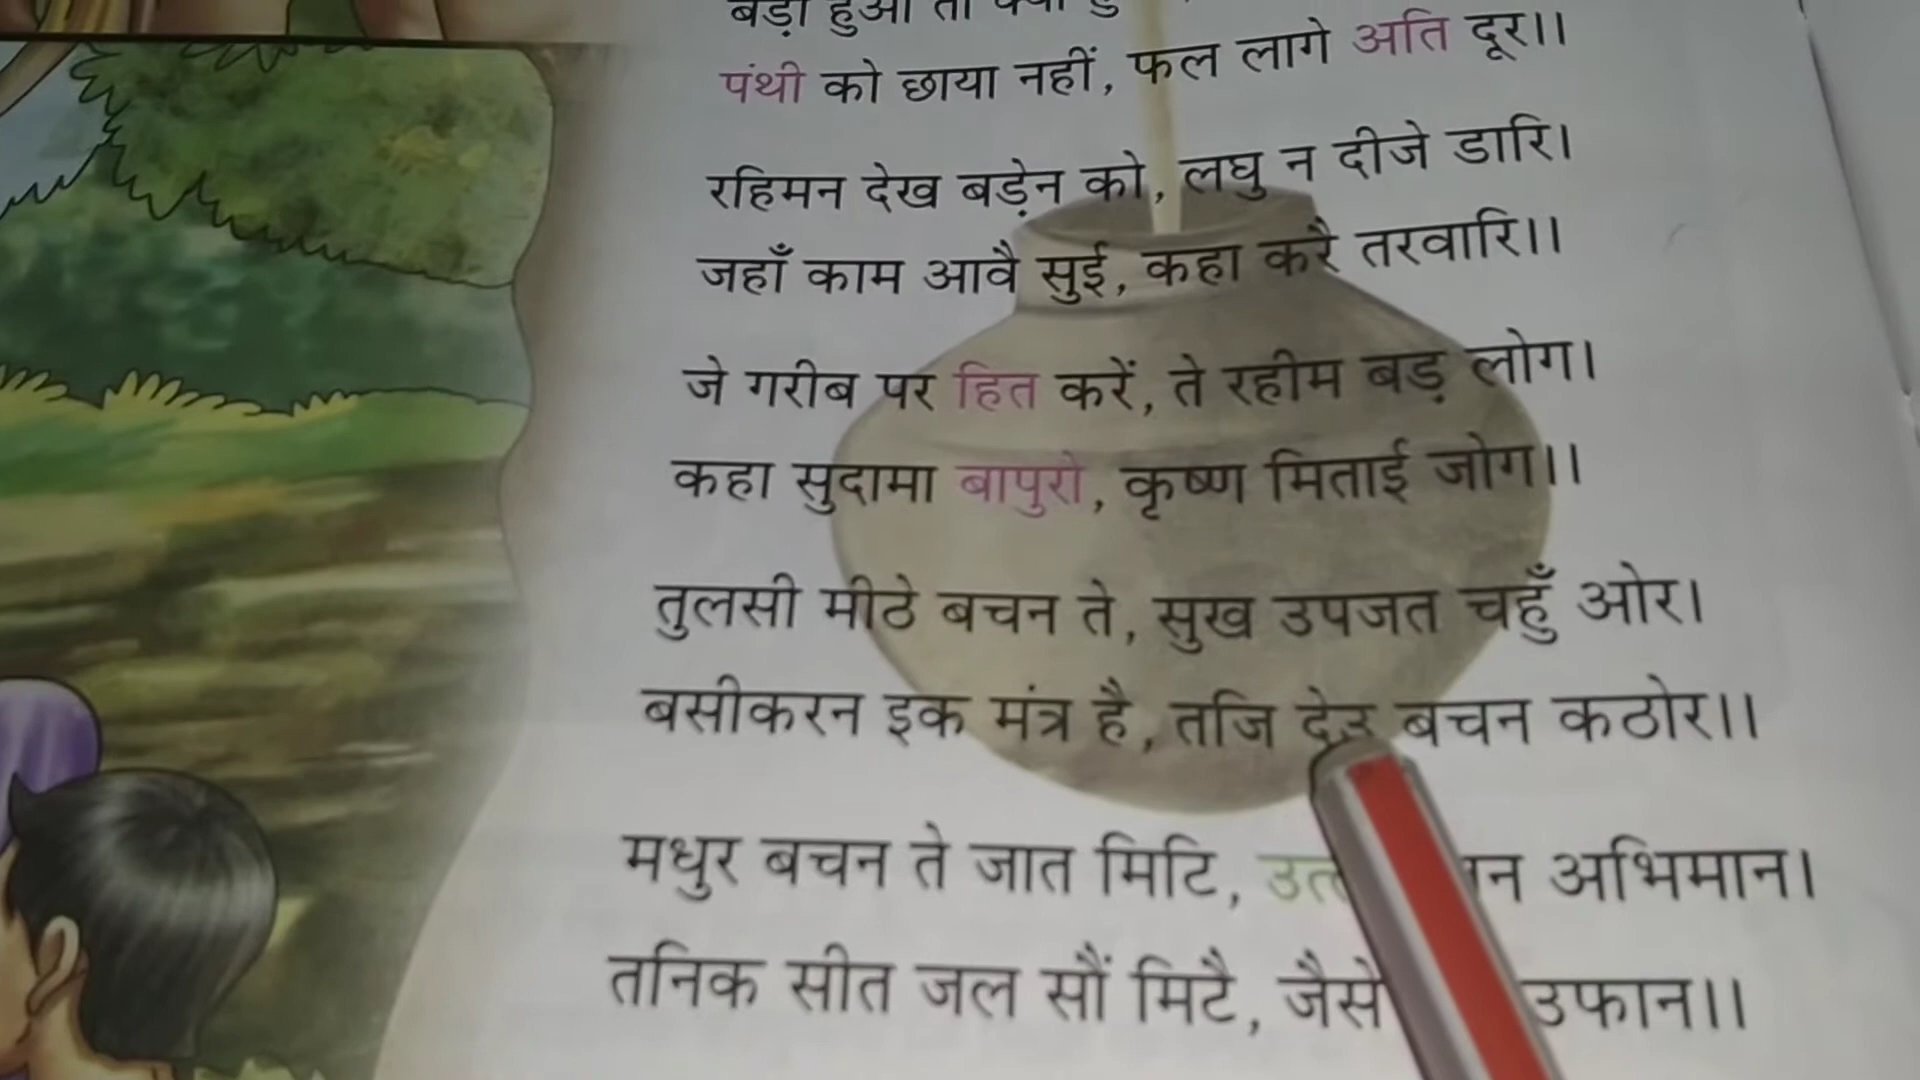 बड़ा हुआ तो क्या
पंथी को छाया नहीं, फल लागे अति दूर।।
रहिमन देख बड़ेन को, लघु न दीजे डारि।
जहाँ काम आवै सुई, कहा करै तरवारि।।
जे गरीब पर हित करें, ते रहीम बड़ लोग।
कहा सुदामा बापुरो, कृष्ण मिताई जोग।।
तुलसी मीठे बचन ते, सुख उपजत चहुँ ओर।
बसीकरन इक मंत्र है, तजि देउ बचन कठोर।।
मधुर बचन ते जात मिटि, अभिमान।
तनिक सीत जल सौं मिटै, जैसे उफान।।